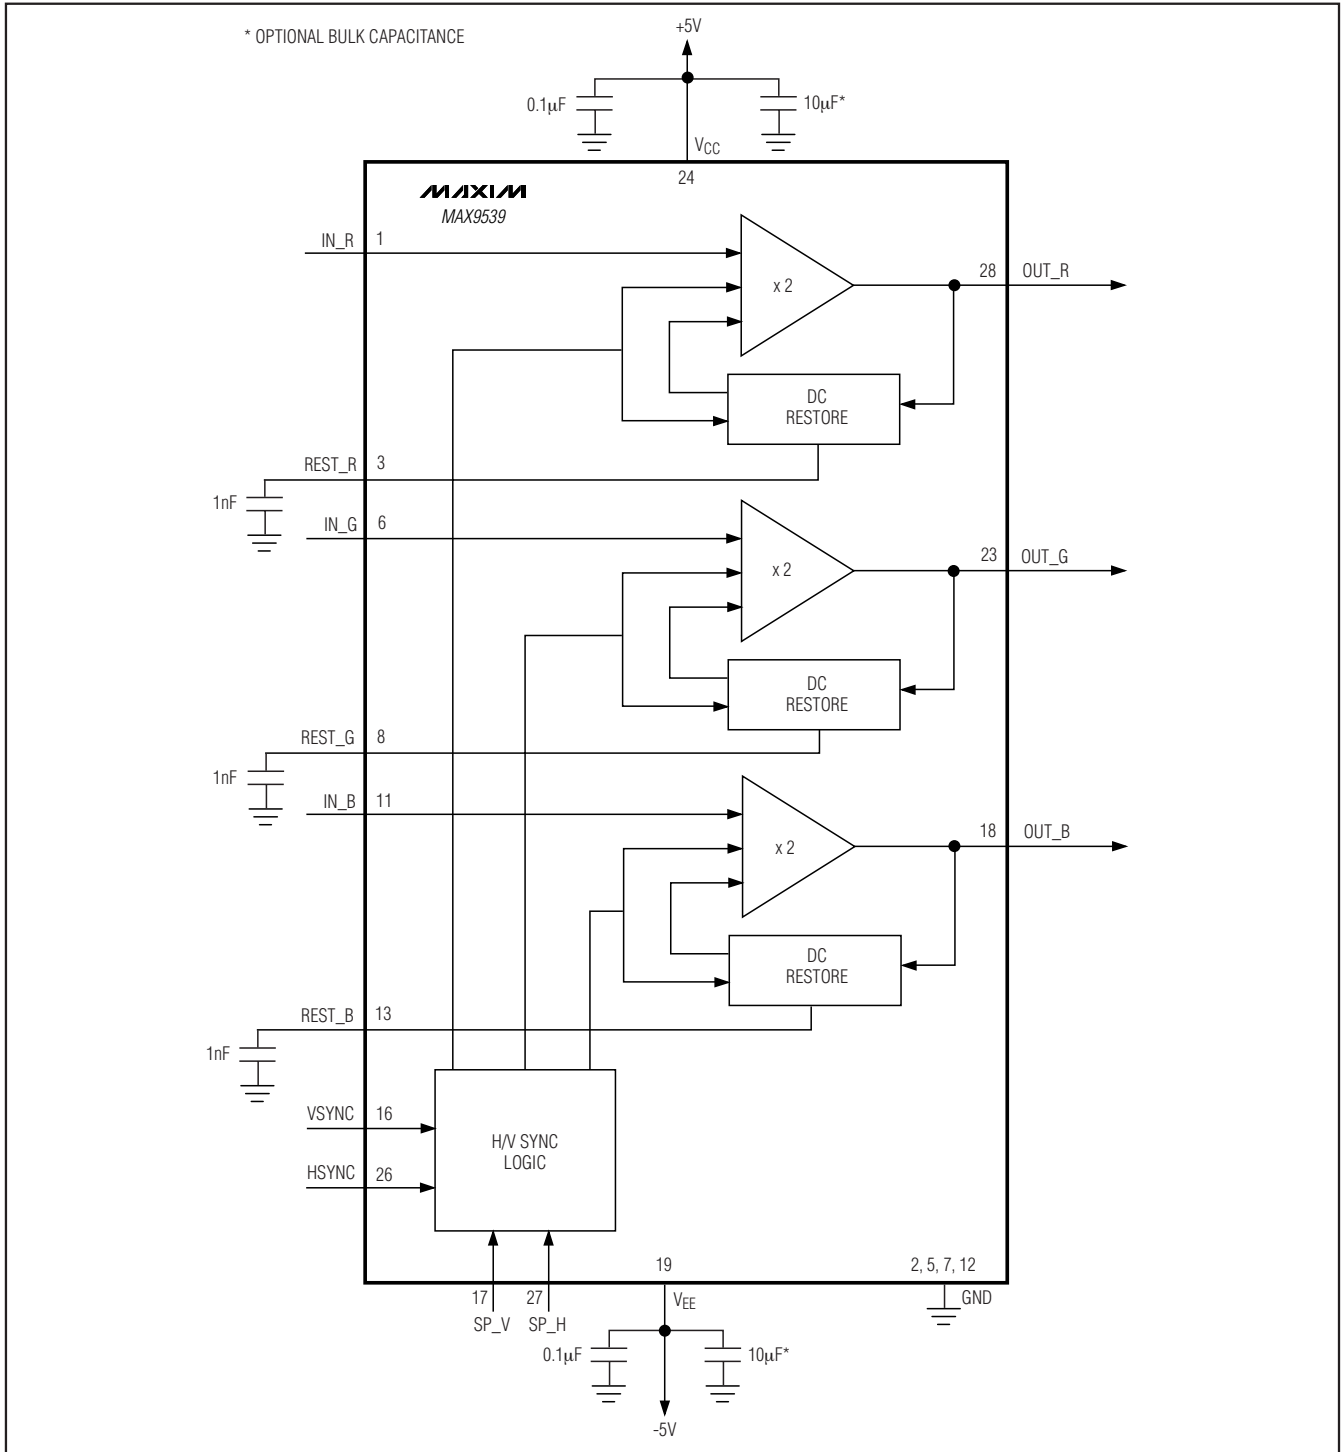 +5V
* OPTIONAL BULK CAPACITANCE
0.1µF
10µF*
VCC
24
MAXIM
MAX9539
IN_R 1
x 2
28 OUT_R
DC
RESTORE
REST_R 3
1nF
IN_G 6
x 2
23 OUT_G
DC
RESTORE
REST_G 8
1nF
IN_B 11
x 2
18 OUT_B
DC
RESTORE
REST_B 13
1nF
VSYNC 16
H/V SYNC
LOGIC
HSYNC 26
19
2, 5, 7, 12
17
27
VEE
GND
SP_V
SP_H
0.1µF
10µF*
-5V